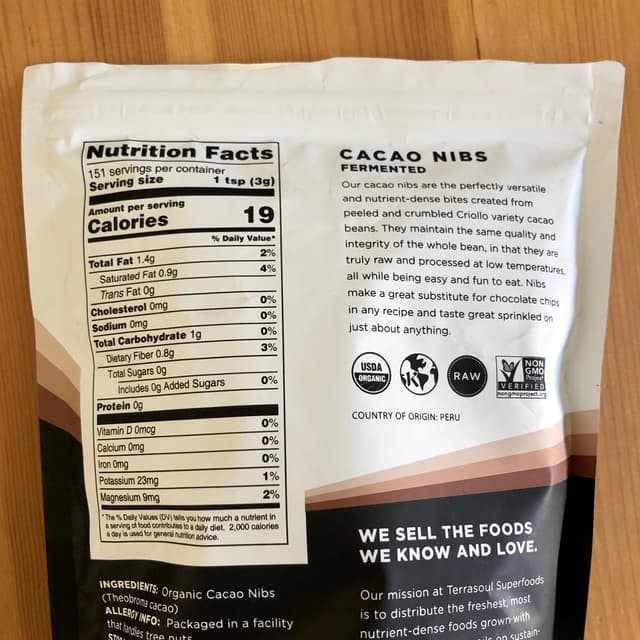 Nutrition Facts
151 servings per container
Serving size 1 tsp (3g)
Amount per serving
Calories 19
% Daily Value*
Total Fat 1.4g 2%
Saturated Fat 0.9g 4%
Trans Fat 0g
Cholesterol 0mg 0%
Sodium 0mg 0%
Total Carbohydrate 1g 0%
Dietary Fiber 0.8g 3%
Total Sugars 0g
Includes 0g Added Sugars 0%
Protein 0g
Vitamin D 0mcg 0%
Calcium 0mg 0%
Iron 0mg 0%
Potassium 23mg 1%
Magnesium 9mg 2%
*The % Daily Values (DV) tells you how much a nutrient in
a serving of food contributes to a daily diet. 2,000 calories
a day is used for general nutrition advice.
INGREDIENTS: Organic Cacao Nibs
(Theobroma cacao)
ALLERGY INFO: Packaged in a facility
that handles tree nuts
CACAO NIBS
FERMENTED
Our cacao nibs are the perfectly versatile
and nutrient-dense bites created from
peeled and crumbled Criollo variety cacao
beans. They maintain the same quality and
integrity of the whole bean, in that they are
truly raw and processed at low temperatures,
all while being easy and fun to eat. Nibs
make a great substitute for chocolate chips
in any recipe and taste great sprinkled on
just about anything.
USDA
ORGANIC
K
RAW
NON
GMO
Project
VERIFIED
nongmoproject.org
COUNTRY OF ORIGIN: PERU
WE SELL THE FOODS
WE KNOW AND LOVE.
Our mission at Terrasoul Superfoods
is to distribute the freshest, most
nutrient-dense foods grown with
on sustain-